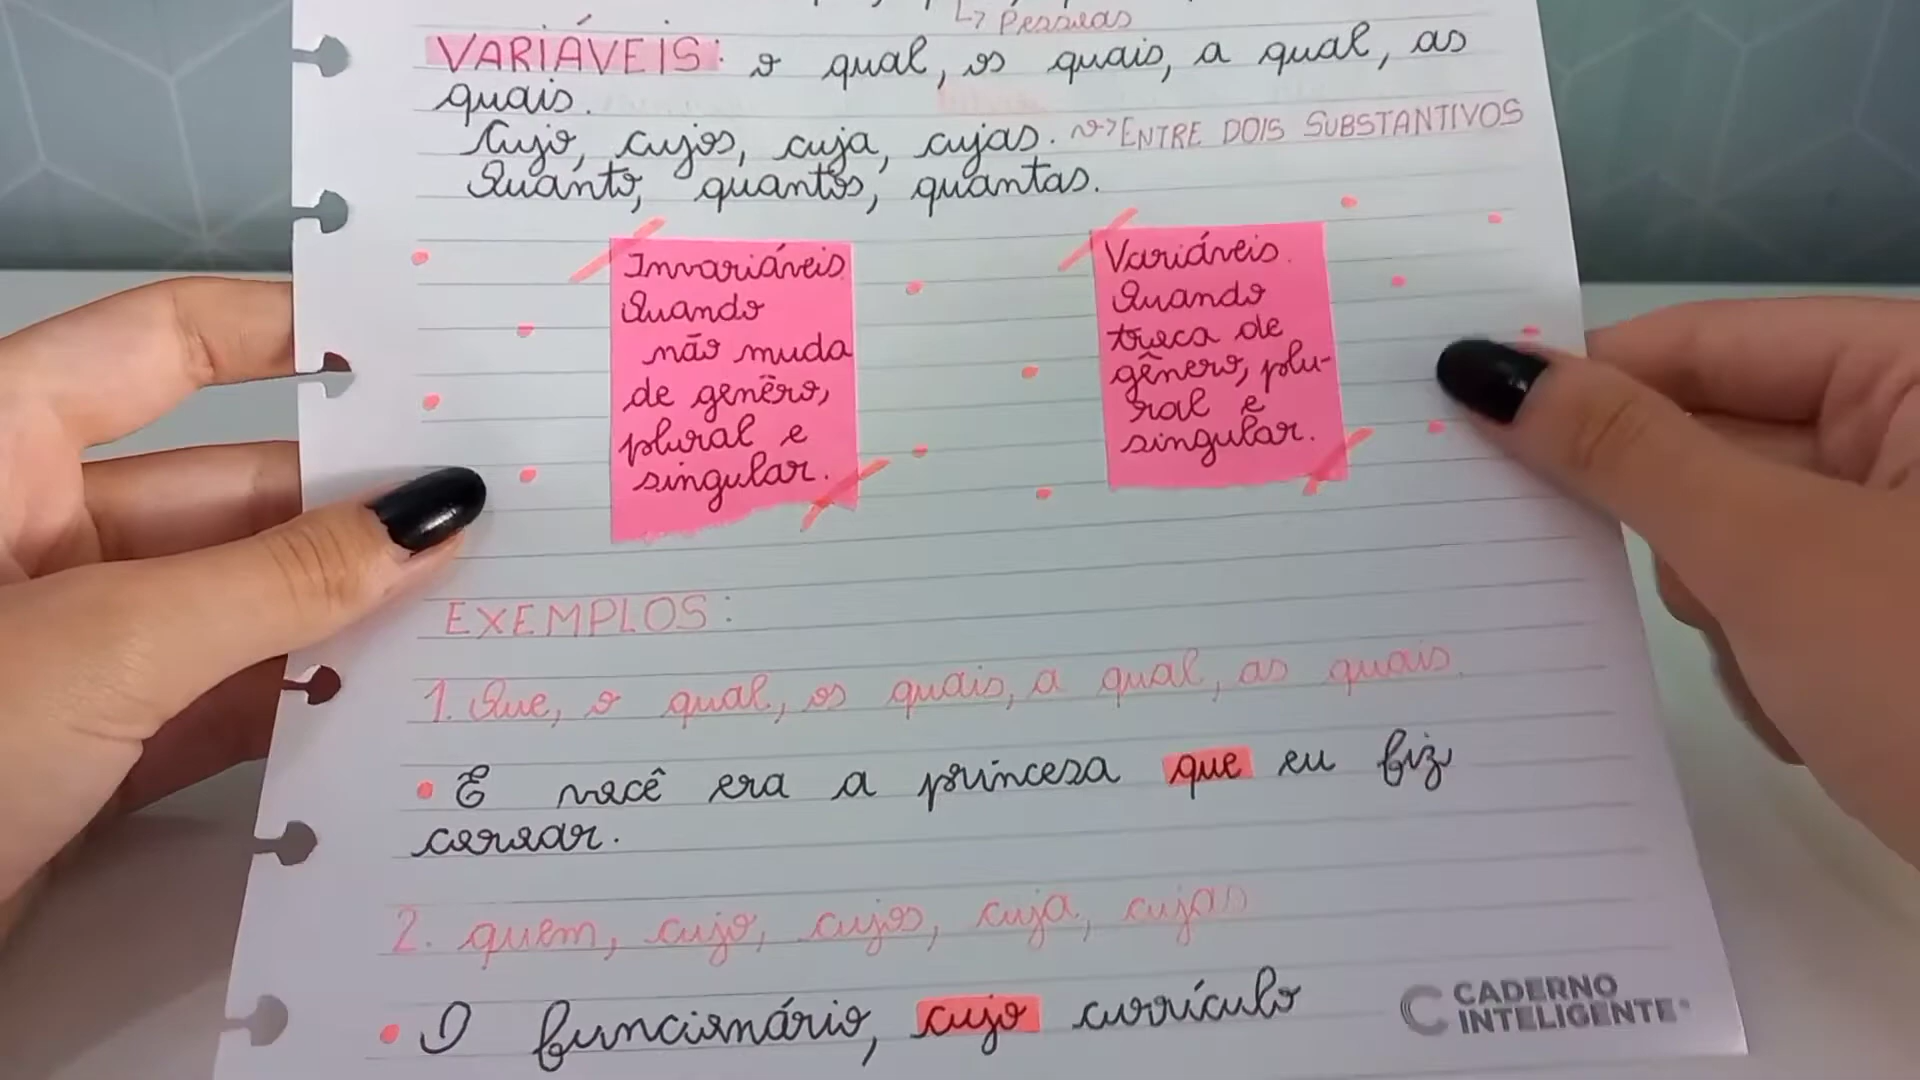 ↳ Pessoas
VARIÁVEIS: o qual, os quais, a qual, as
quais.
Cujo, cujos, cuja, cujas. ~> ENTRE DOIS SUBSTANTIVOS
Quanto, quantos, quantas.
Invariáveis
Quando
não muda
de genêro,
plural e
singular.
Variáveis.
Quando
troca de
gênero, plu-
ral e
singular.
EXEMPLOS:
1. Que, o qual, os quais, a qual, as quais.
• E você era a princesa que eu fiz
coroar.
2. quem, cujo, cujos, cuja, cujas
• O funcionário, cujo currículo
CADERNO
INTELIGENTE